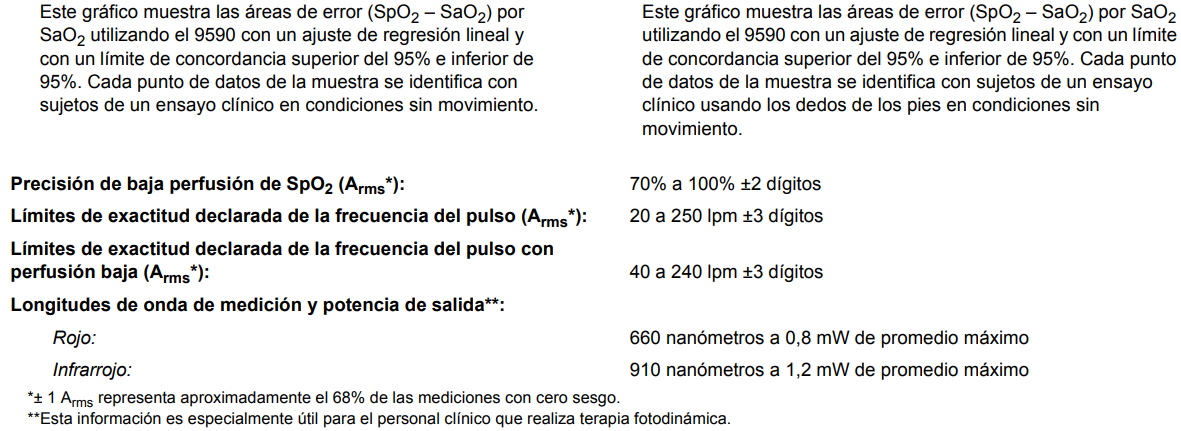 Este gráfico muestra las áreas de error (SpO2 – SaO2) por
SaO2 utilizando el 9590 con un ajuste de regresión lineal y
con un límite de concordancia superior del 95% e inferior de
95%. Cada punto de datos de la muestra se identifica con
sujetos de un ensayo clínico en condiciones sin movimiento.
Este gráfico muestra las áreas de error (SpO2 – SaO2) por SaO2
utilizando el 9590 con un ajuste de regresión lineal y con un límite
de concordancia superior del 95% e inferior de 95%. Cada punto
de datos de la muestra se identifica con sujetos de un ensayo
clínico usando los dedos de los pies en condiciones sin
movimiento.
Precisión de baja perfusión de SpO2 (Arms*): 70% a 100% ±2 dígitos
Límites de exactitud declarada de la frecuencia del pulso (Arms*): 20 a 250 lpm ±3 dígitos
Límites de exactitud declarada de la frecuencia del pulso con
perfusión baja (Arms*): 40 a 240 lpm ±3 dígitos
Longitudes de onda de medición y potencia de salida**:
Rojo: 660 nanómetros a 0,8 mW de promedio máximo
Infrarrojo: 910 nanómetros a 1,2 mW de promedio máximo
*± 1 Arms representa aproximadamente el 68% de las mediciones con cero sesgo.
**Esta información es especialmente útil para el personal clínico que realiza terapia fotodinámica.